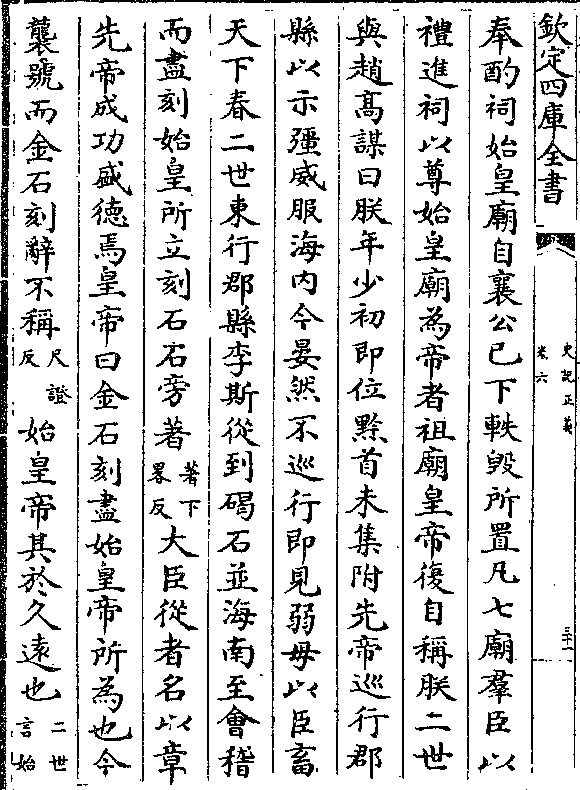 欽定四庫全書
史記正義
卷六
三十一
奉酌祠始皇廟自襄公已下軼毀所置凡七廟羣臣以
禮進祠以尊始皇廟為帝者祖廟皇帝復自稱朕二世
與趙髙謀曰朕年少初即位黔首未集附先帝巡行郡
縣以示彊威服海內今晏然不巡行即見弱毋以臣畜
天下春二世東行郡縣李斯從到碣石並海南至會稽
而盡刻始皇所立刻石石旁著著下畧反大臣從者名以章
先帝成功盛德焉皇帝曰金石刻盡始皇帝所為也今
襲號而金石刻辭不稱尺證反始皇帝其於久遠也二世言始